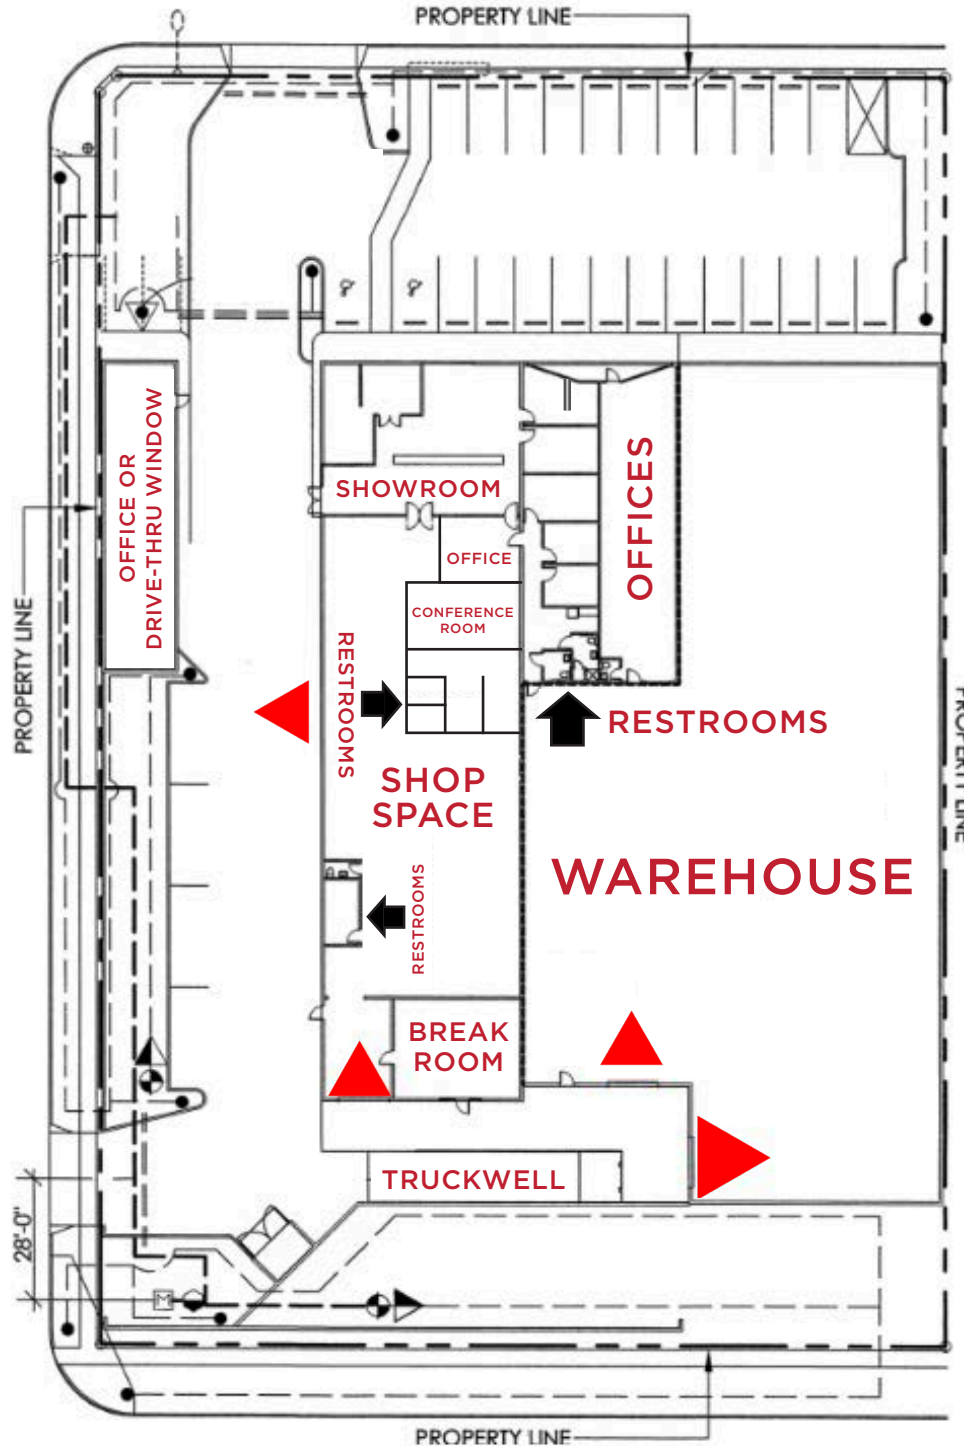 PROPERTY LINE
OFFICE OR
DRIVE-THRU WINDOW
SHOWROOM
OFFICES
OFFICE
CONFERENCE
ROOM
PROPERTY LINE
RESTROOMS
RESTROOMS
PROPERTY LINE
SHOP
SPACE
WAREHOUSE
RESTROOMS
BREAK
ROOM
TRUCKWELL
28'-0"
M
PROPERTY LINE